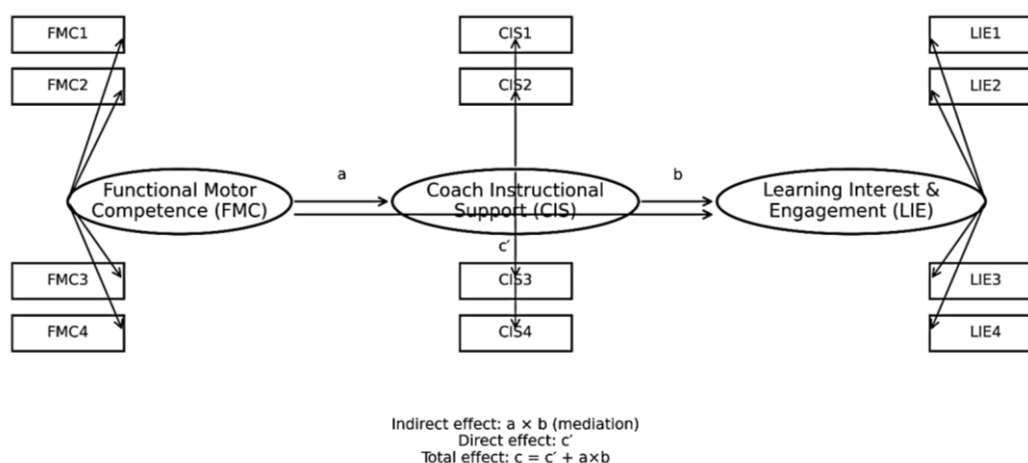 FMC1
CIS1
LIE1
FMC2
CIS2
LIE2
a
b
Functional Motor
Competence (FMC)
Coach Instructional
Support (CIS)
Learning Interest &
Engagement (LIE)
c′
FMC3
CIS3
LIE3
FMC4
CIS4
LIE4
Indirect effect: a × b (mediation)
Direct effect: c′
Total effect: c = c′ + a×b